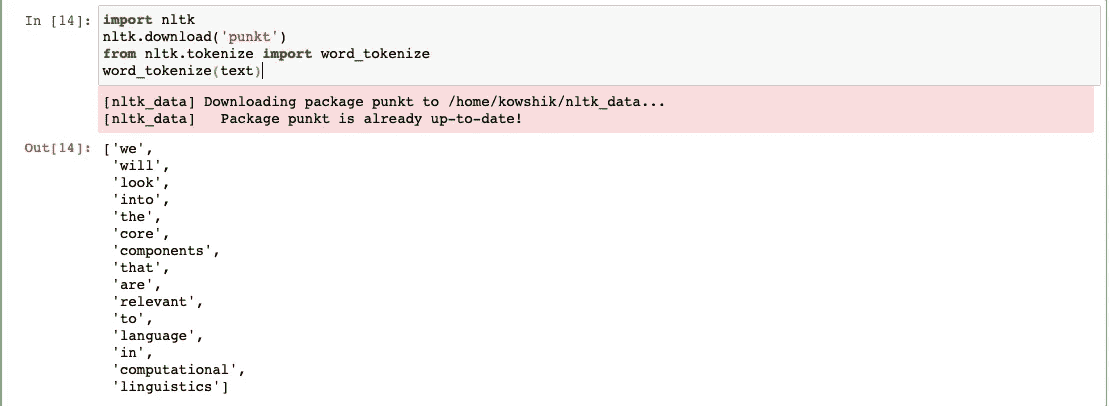 In [14]: import nltk
nltk.download('punkt')
from nltk.tokenize import word_tokenize
word_tokenize(text)
[nltk_data] Downloading package punkt to /home/kowshik/nltk_data...
[nltk_data]   Package punkt is already up-to-date!
Out[14]: ['we',
'will',
'look',
'into',
'the',
'core',
'components',
'that',
'are',
'relevant',
'to',
'language',
'in',
'computational',
'linguistics']